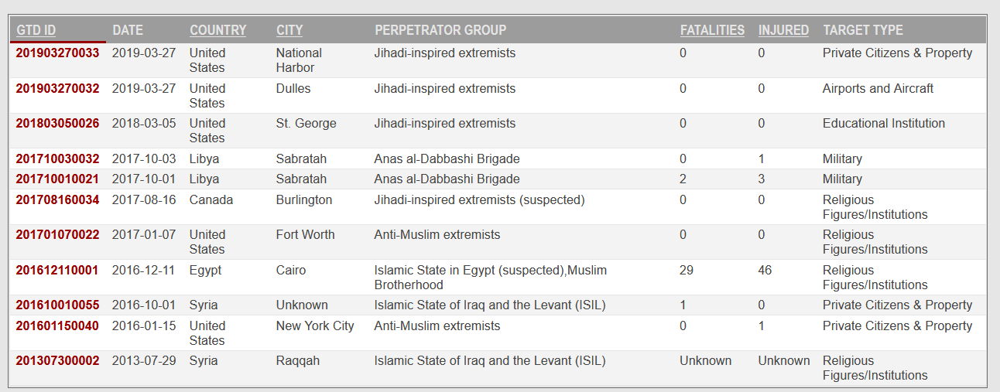 GTD ID DATE COUNTRY CITY PERPETRATOR GROUP FATALITIES INJURED TARGET TYPE
201903270033 2019-03-27 United States National Harbor Jihadi-inspired extremists 0 0 Private Citizens & Property
201903270032 2019-03-27 United States Dulles Jihadi-inspired extremists 0 0 Airports and Aircraft
201803050026 2018-03-05 United States St. George Jihadi-inspired extremists 0 0 Educational Institution
201710030032 2017-10-03 Libya Sabratah Anas al-Dabbashi Brigade 0 1 Military
201710010021 2017-10-01 Libya Sabratah Anas al-Dabbashi Brigade 2 3 Military
201708160034 2017-08-16 Canada Burlington Jihadi-inspired extremists (suspected) 0 0 Religious Figures/Institutions
201701070022 2017-01-07 United States Fort Worth Anti-Muslim extremists 0 0 Religious Figures/Institutions
201612110001 2016-12-11 Egypt Cairo Islamic State in Egypt (suspected),Muslim Brotherhood 29 46 Religious Figures/Institutions
201610010055 2016-10-01 Syria Unknown Islamic State of Iraq and the Levant (ISIL) 1 0 Private Citizens & Property
201601150040 2016-01-15 United States New York City Anti-Muslim extremists 0 1 Private Citizens & Property
201307300002 2013-07-29 Syria Raqqah Islamic State of Iraq and the Levant (ISIL) Unknown Unknown Religious Figures/Institutions